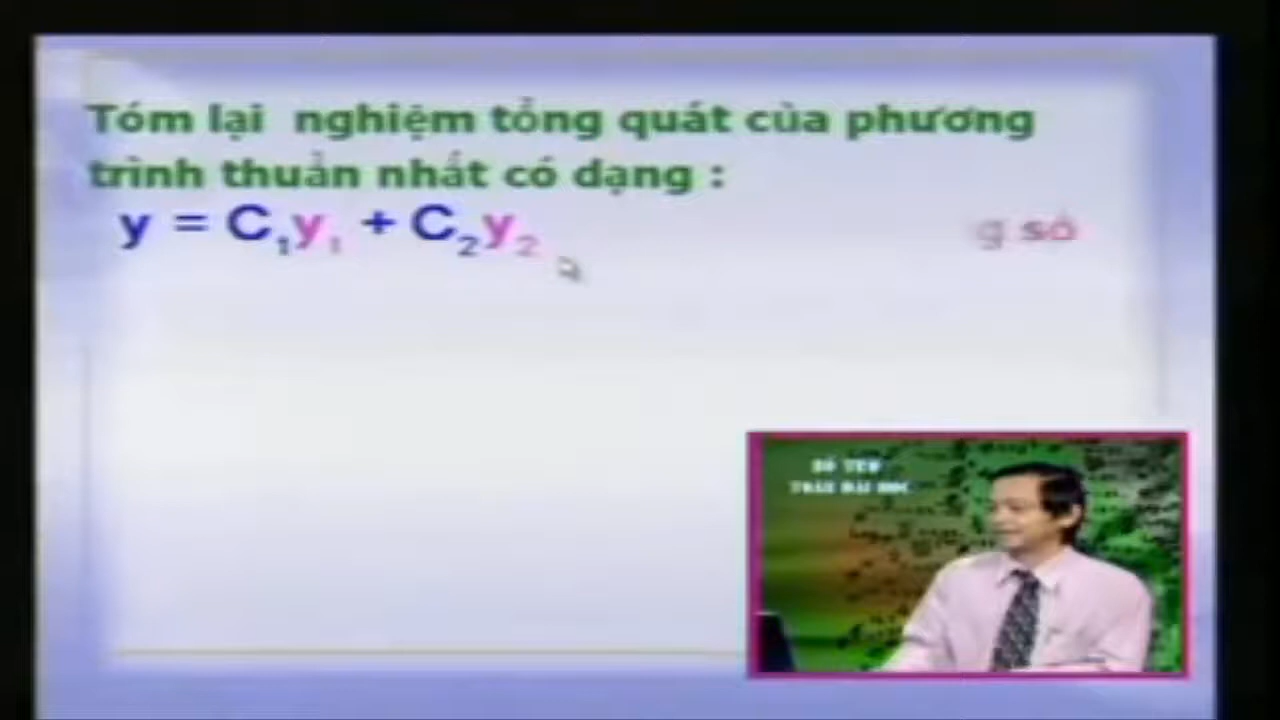 Tóm lại nghiệm tổng quát của phương
trình thuần nhất có dạng :
y = C₁y₁ + C₂y₂
g số